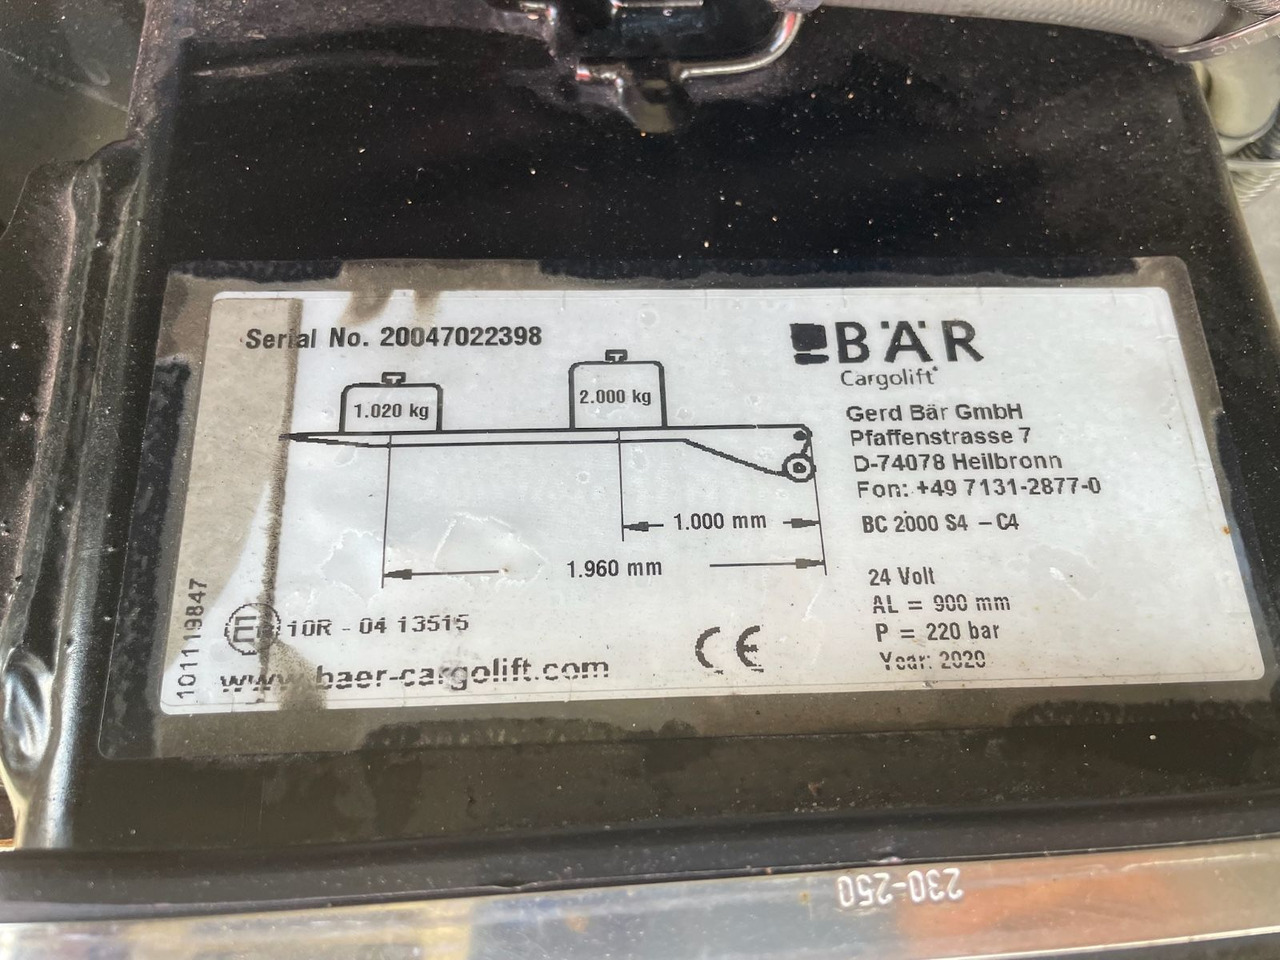 Serial No. 20047022398
BÄR
Cargolift
1.020 kg
2.000 kg
Gerd Bär GmbH
Pfaffenstrasse 7
D-74078 Heilbronn
Fon: +49 7131-2877-0
1.000 mm
BC 2000 S4 - C4
1.960 mm
24 Volt
AL = 900 mm
P = 220 bar
Year: 2020
101119847
10R - 04 13515
CE
www.baer-cargolift.com
230-250